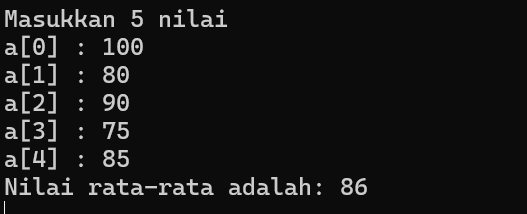 Masukkan 5 nilai
a[0] : 100
a[1] : 80
a[2] : 90
a[3] : 75
a[4] : 85
Nilai rata-rata adalah: 86